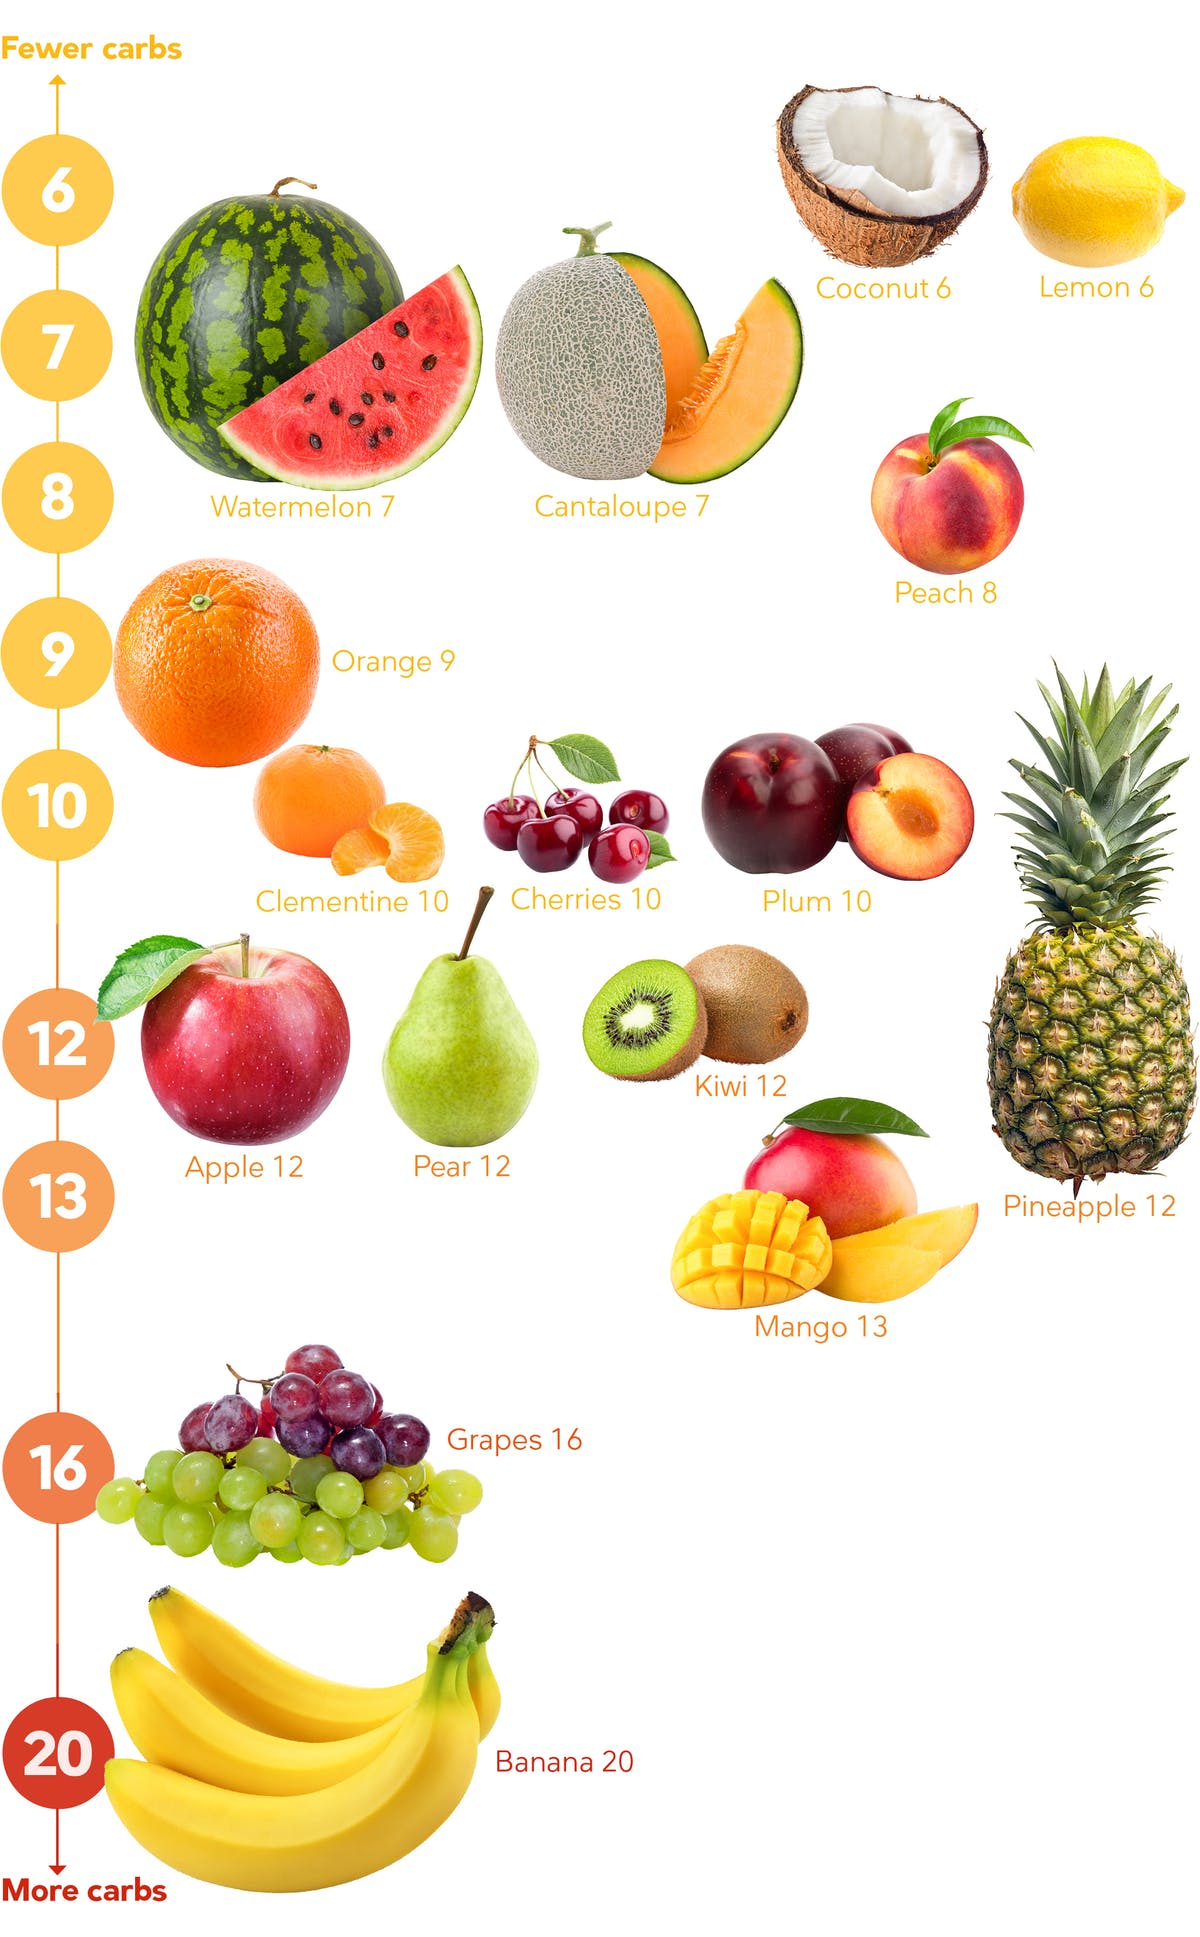 Fewer carbs
6
Coconut 6
Lemon 6
7
Watermelon 7
Cantaloupe 7
8
Peach 8
9
Orange 9
10
Clementine 10
Cherries 10
Plum 10
12
Kiwi 12
Apple 12
Pear 12
Pineapple 12
13
Mango 13
16
Grapes 16
20
Banana 20
More carbs